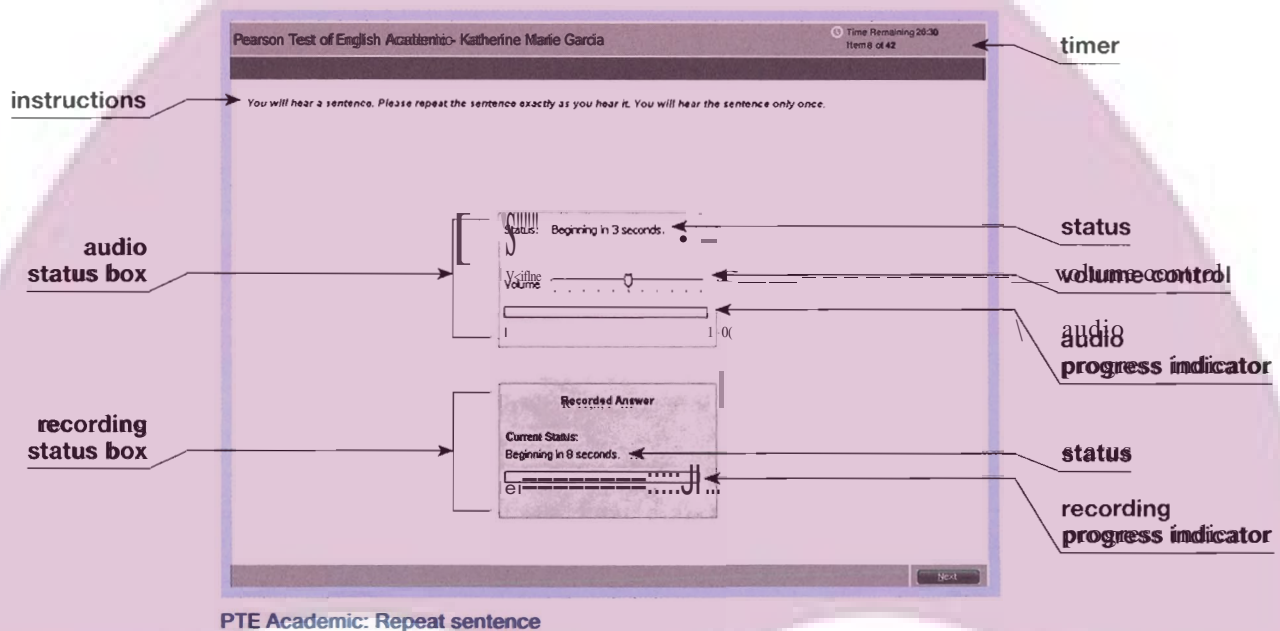 Pearson Test of English Academic - Katherine Marie Garcia
Time Remaining 20:30
Item 8 of 42
timer
instructions
You will hear a sentence. Please repeat the sentence exactly as you hear it. You will hear the sentence only once.
audio
status box
Status: Beginning in 3 seconds.
status
Volume
volume control
audio
progress indicator
recording
status box
Recorded Answer
Current Status:
Beginning in 8 seconds.
status
recording
progress indicator
Next
PTE Academic: Repeat sentence